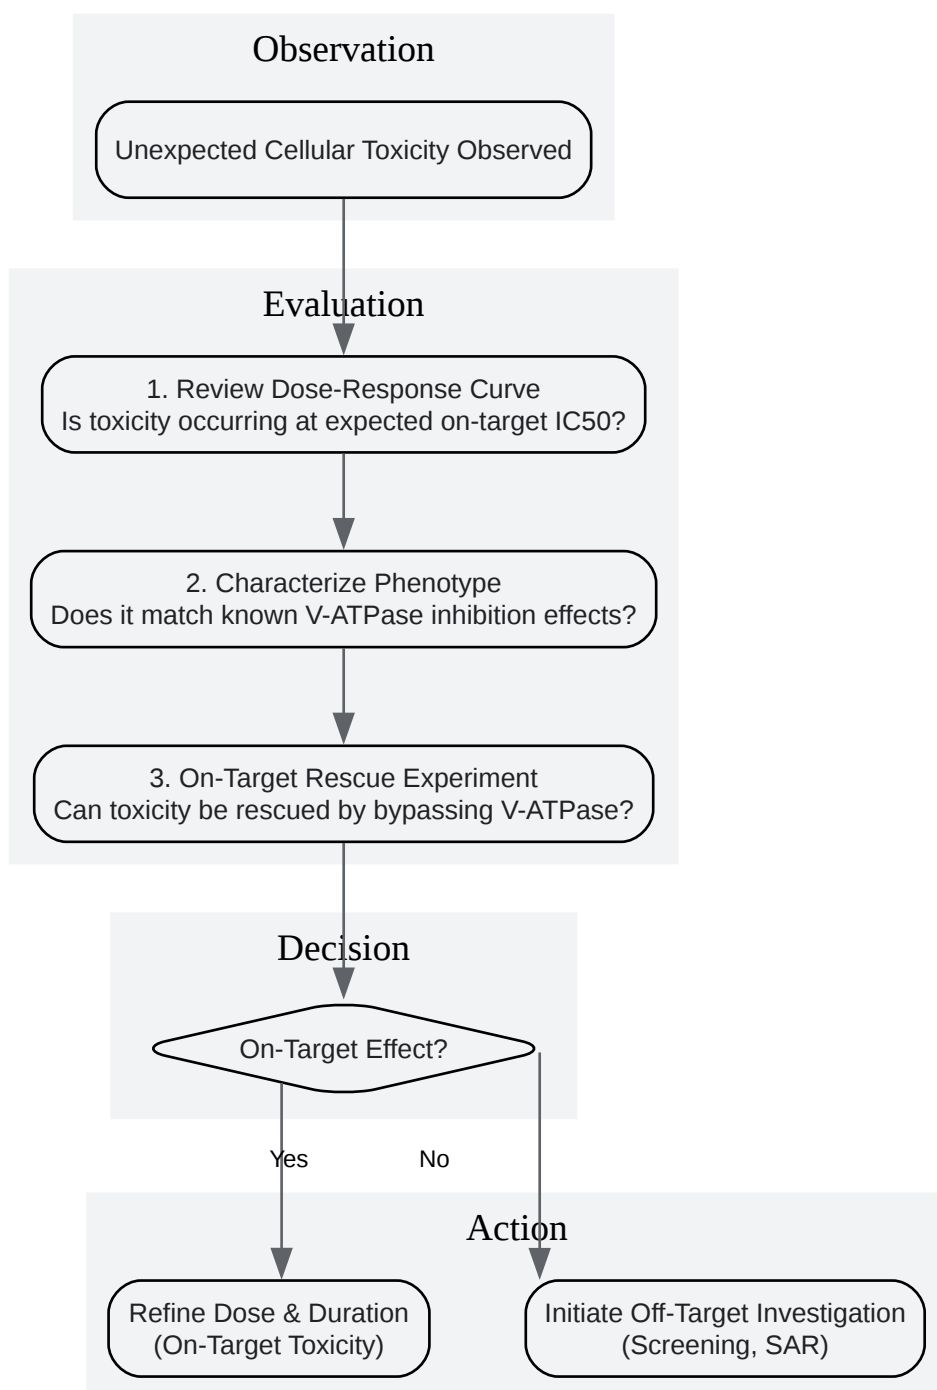 Observation
Unexpected Cellular Toxicity Observed
Evaluation
1. Review Dose-Response Curve
Is toxicity occurring at expected on-target IC50?
2. Characterize Phenotype
Does it match known V-ATPase inhibition effects?
3. On-Target Rescue Experiment
Can toxicity be rescued by bypassing V-ATPase?
Decision
On-Target Effect?
Yes
No
Action
Refine Dose & Duration
(On-Target Toxicity)
Initiate Off-Target Investigation
(Screening, SAR)